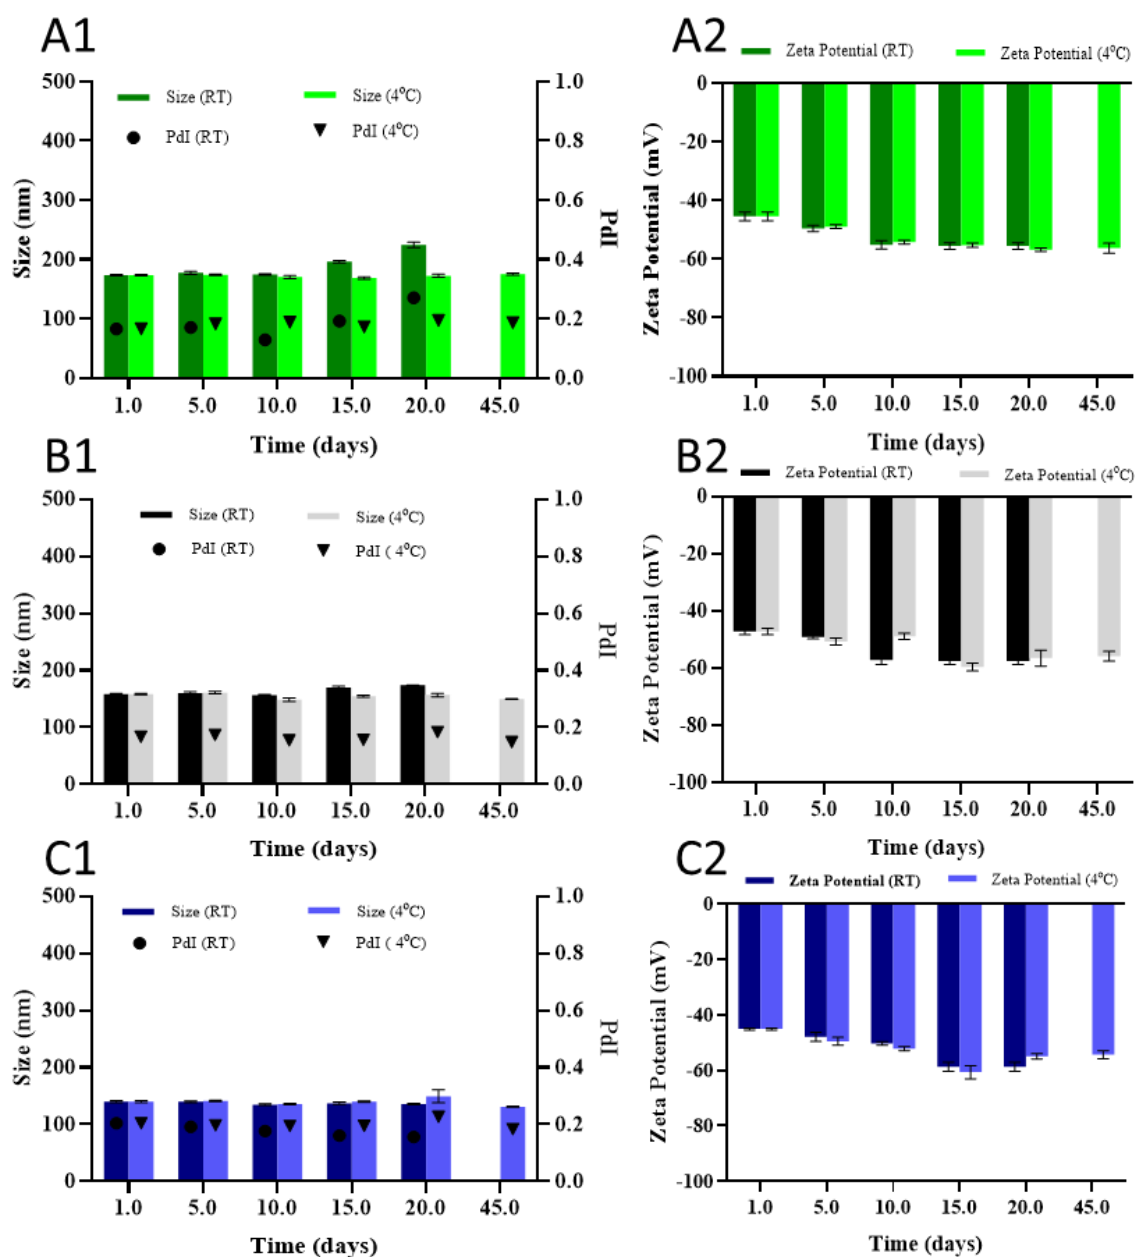 A1
Size (RT)
Size (4⁰C)
PdI (RT)
PdI (4⁰C)
500
400
300
200
100
0
Size (nm)
1.0
0.8
0.6
0.4
0.2
0.0
PdI
1.0 5.0 10.0 15.0 20.0 45.0
Time (days)
A2
Zeta Potential (RT)
Zeta Potential (4⁰C)
0
-20
-40
-60
-80
-100
Zeta Potential (mV)
1.0 5.0 10.0 15.0 20.0 45.0
Time (days)
B1
Size (RT)
Size (4⁰C)
PdI (RT)
PdI ( 4⁰C)
500
400
300
200
100
0
Size (nm)
1.0
0.8
0.6
0.4
0.2
0.0
PdI
1.0 5.0 10.0 15.0 20.0 45.0
Time (days)
B2
Zeta Potential (RT)
Zeta Potential (4⁰C)
0
-20
-40
-60
-80
-100
Zeta Potential (mV)
1.0 5.0 10.0 15.0 20.0 45.0
Time (days)
C1
Size (RT)
Size (4⁰C)
PdI (RT)
PdI ( 4⁰C)
500
400
300
200
100
0
Size (nm)
1.0
0.8
0.6
0.4
0.2
0.0
PdI
1.0 5.0 10.0 15.0 20.0 45.0
Time (days)
C2
Zeta Potential (RT)
Zeta Potential (4⁰C)
0
-20
-40
-60
-80
-100
Zeta Potential (mV)
1.0 5.0 10.0 15.0 20.0 45.0
Time (days)